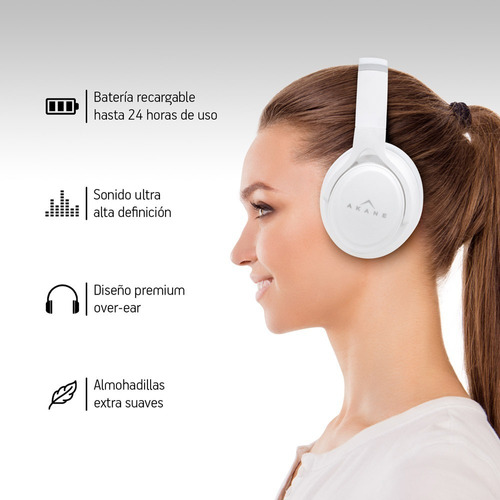 Batería recargable
hasta 24 horas de uso
Sonido ultra
alta definición
Diseño premium
over-ear
Almohadillas
extra suaves
AKANE